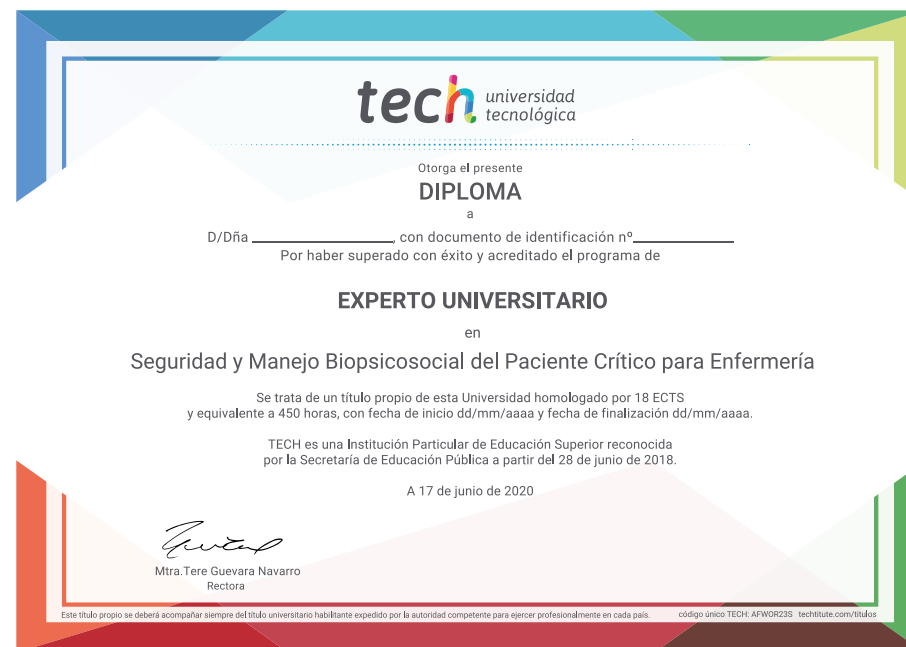 tech universidad
tecnológica
Otorga el presente
DIPLOMA
a
D/Dña ____________________, con documento de identificación nº______________
Por haber superado con éxito y acreditado el programa de
EXPERTO UNIVERSITARIO
en
Seguridad y Manejo Biopsicosocial del Paciente Crítico para Enfermería
Se trata de un título propio de esta Universidad homologado por 18 ECTS
y equivalente a 450 horas, con fecha de inicio dd/mm/aaaa y fecha de finalización dd/mm/aaaa.
TECH es una Institución Particular de Educación Superior reconocida
por la Secretaría de Educación Pública a partir del 28 de junio de 2018.
A 17 de junio de 2020
Mtra.Tere Guevara Navarro
Rectora
Este título propio se deberá acompañar siempre del título universitario habilitante expedido por la autoridad competente para ejercer profesionalmente en cada país. código único TECH: AFWOR23S techtitute.com/titulos